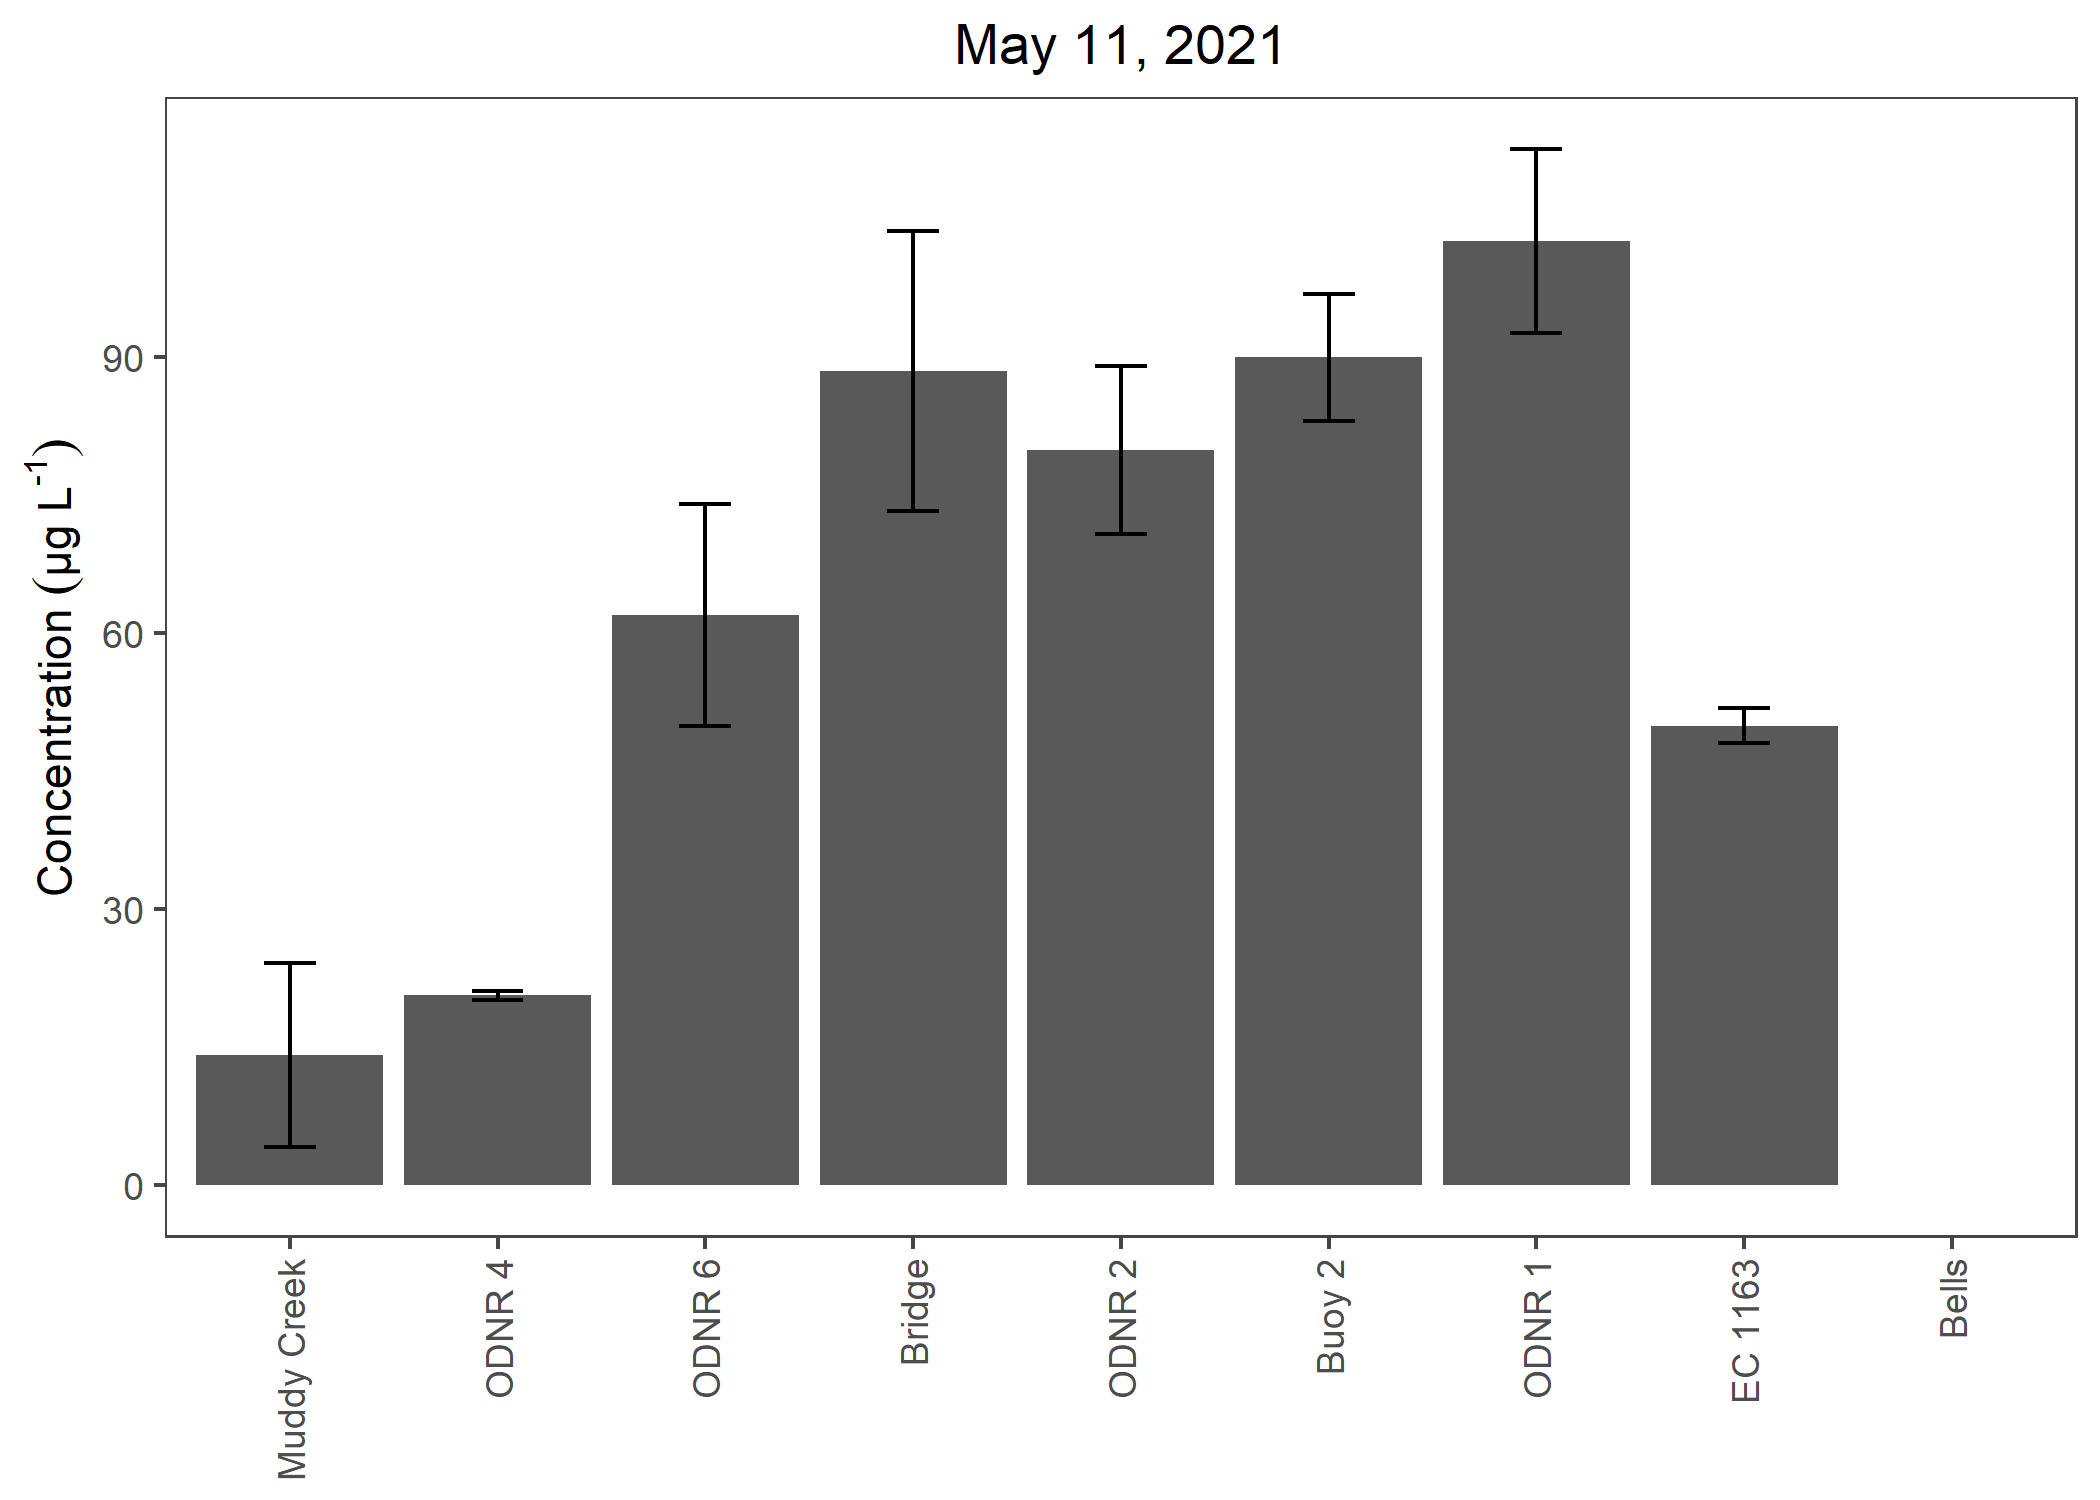 May 11, 2021
Concentration (µg L⁻¹)
90
60
30
0
Muddy Creek
ODNR 4
ODNR 6
Bridge
ODNR 2
Buoy 2
ODNR 1
EC 1163
Bells